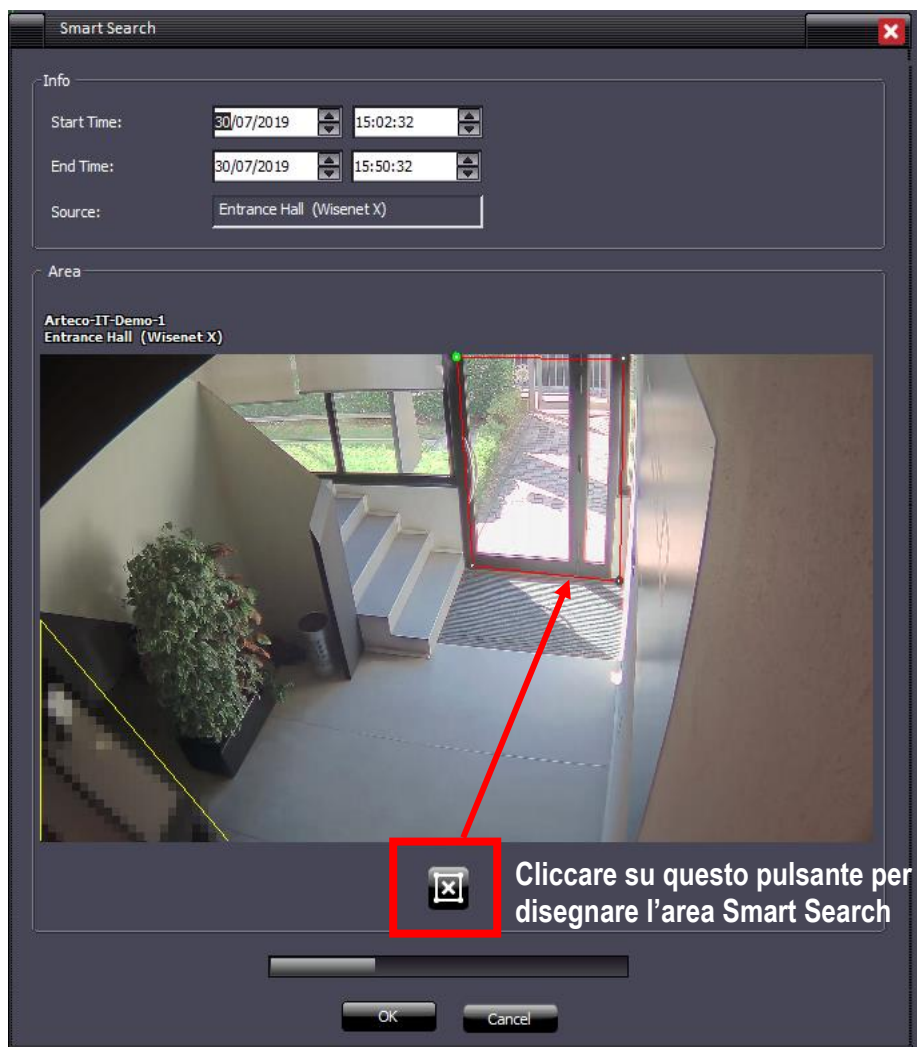 Smart Search
Info
Start Time: 30/07/2019 15:02:32
End Time: 30/07/2019 15:50:32
Source: Entrance Hall (Wisenet X)
Area
Arteco-IT-Demo-1
Entrance Hall (Wisenet X)
Cliccare su questo pulsante per
disegnare l’area Smart Search
OK Cancel